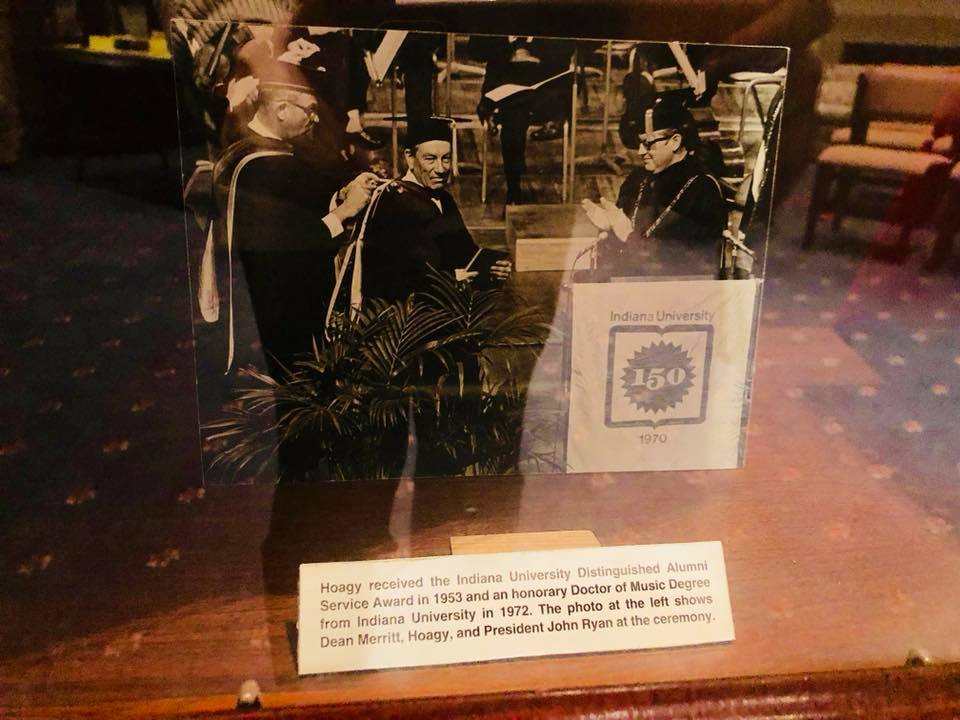 Indiana University
150
1970
Hoagy received the Indiana University Distinguished Alumni
Service Award in 1953 and an honorary Doctor of Music Degree
from Indiana University in 1972. The photo at the left shows
Dean Merritt, Hoagy, and President John Ryan at the ceremony.